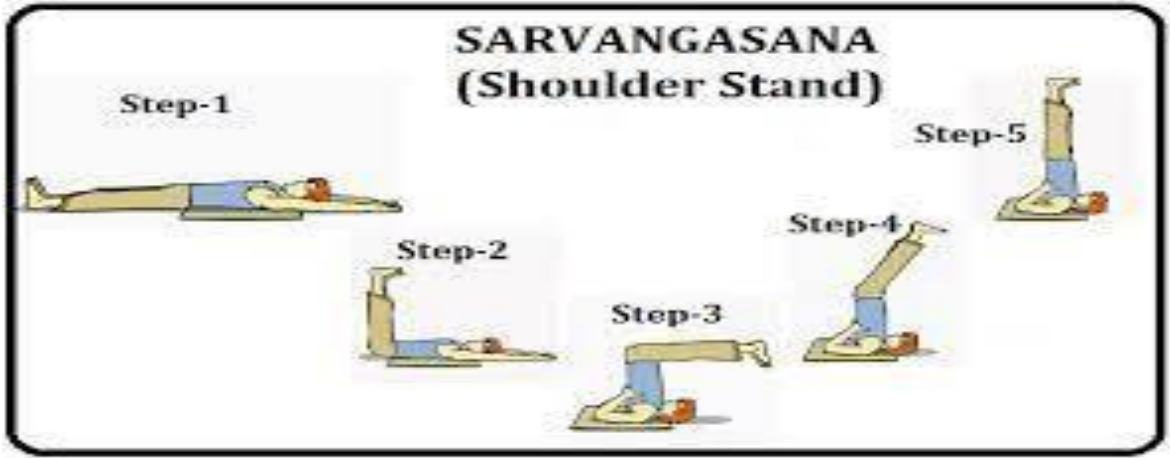 SARVANGASANA
(Shoulder Stand)
Step-1
Step-2
Step-3
Step-4
Step-5